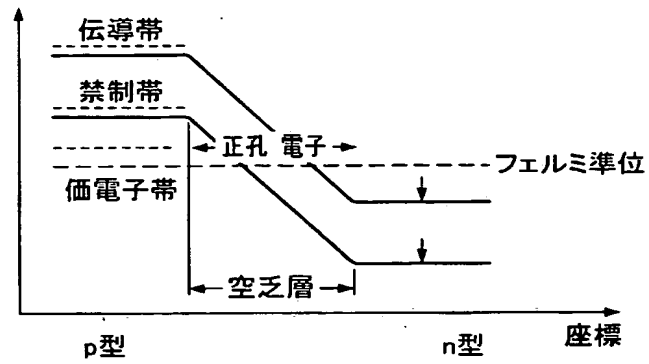 伝導帯
禁制帯
正孔 電子
フェルミ準位
価電子帯
空乏層
p型
n型
座標